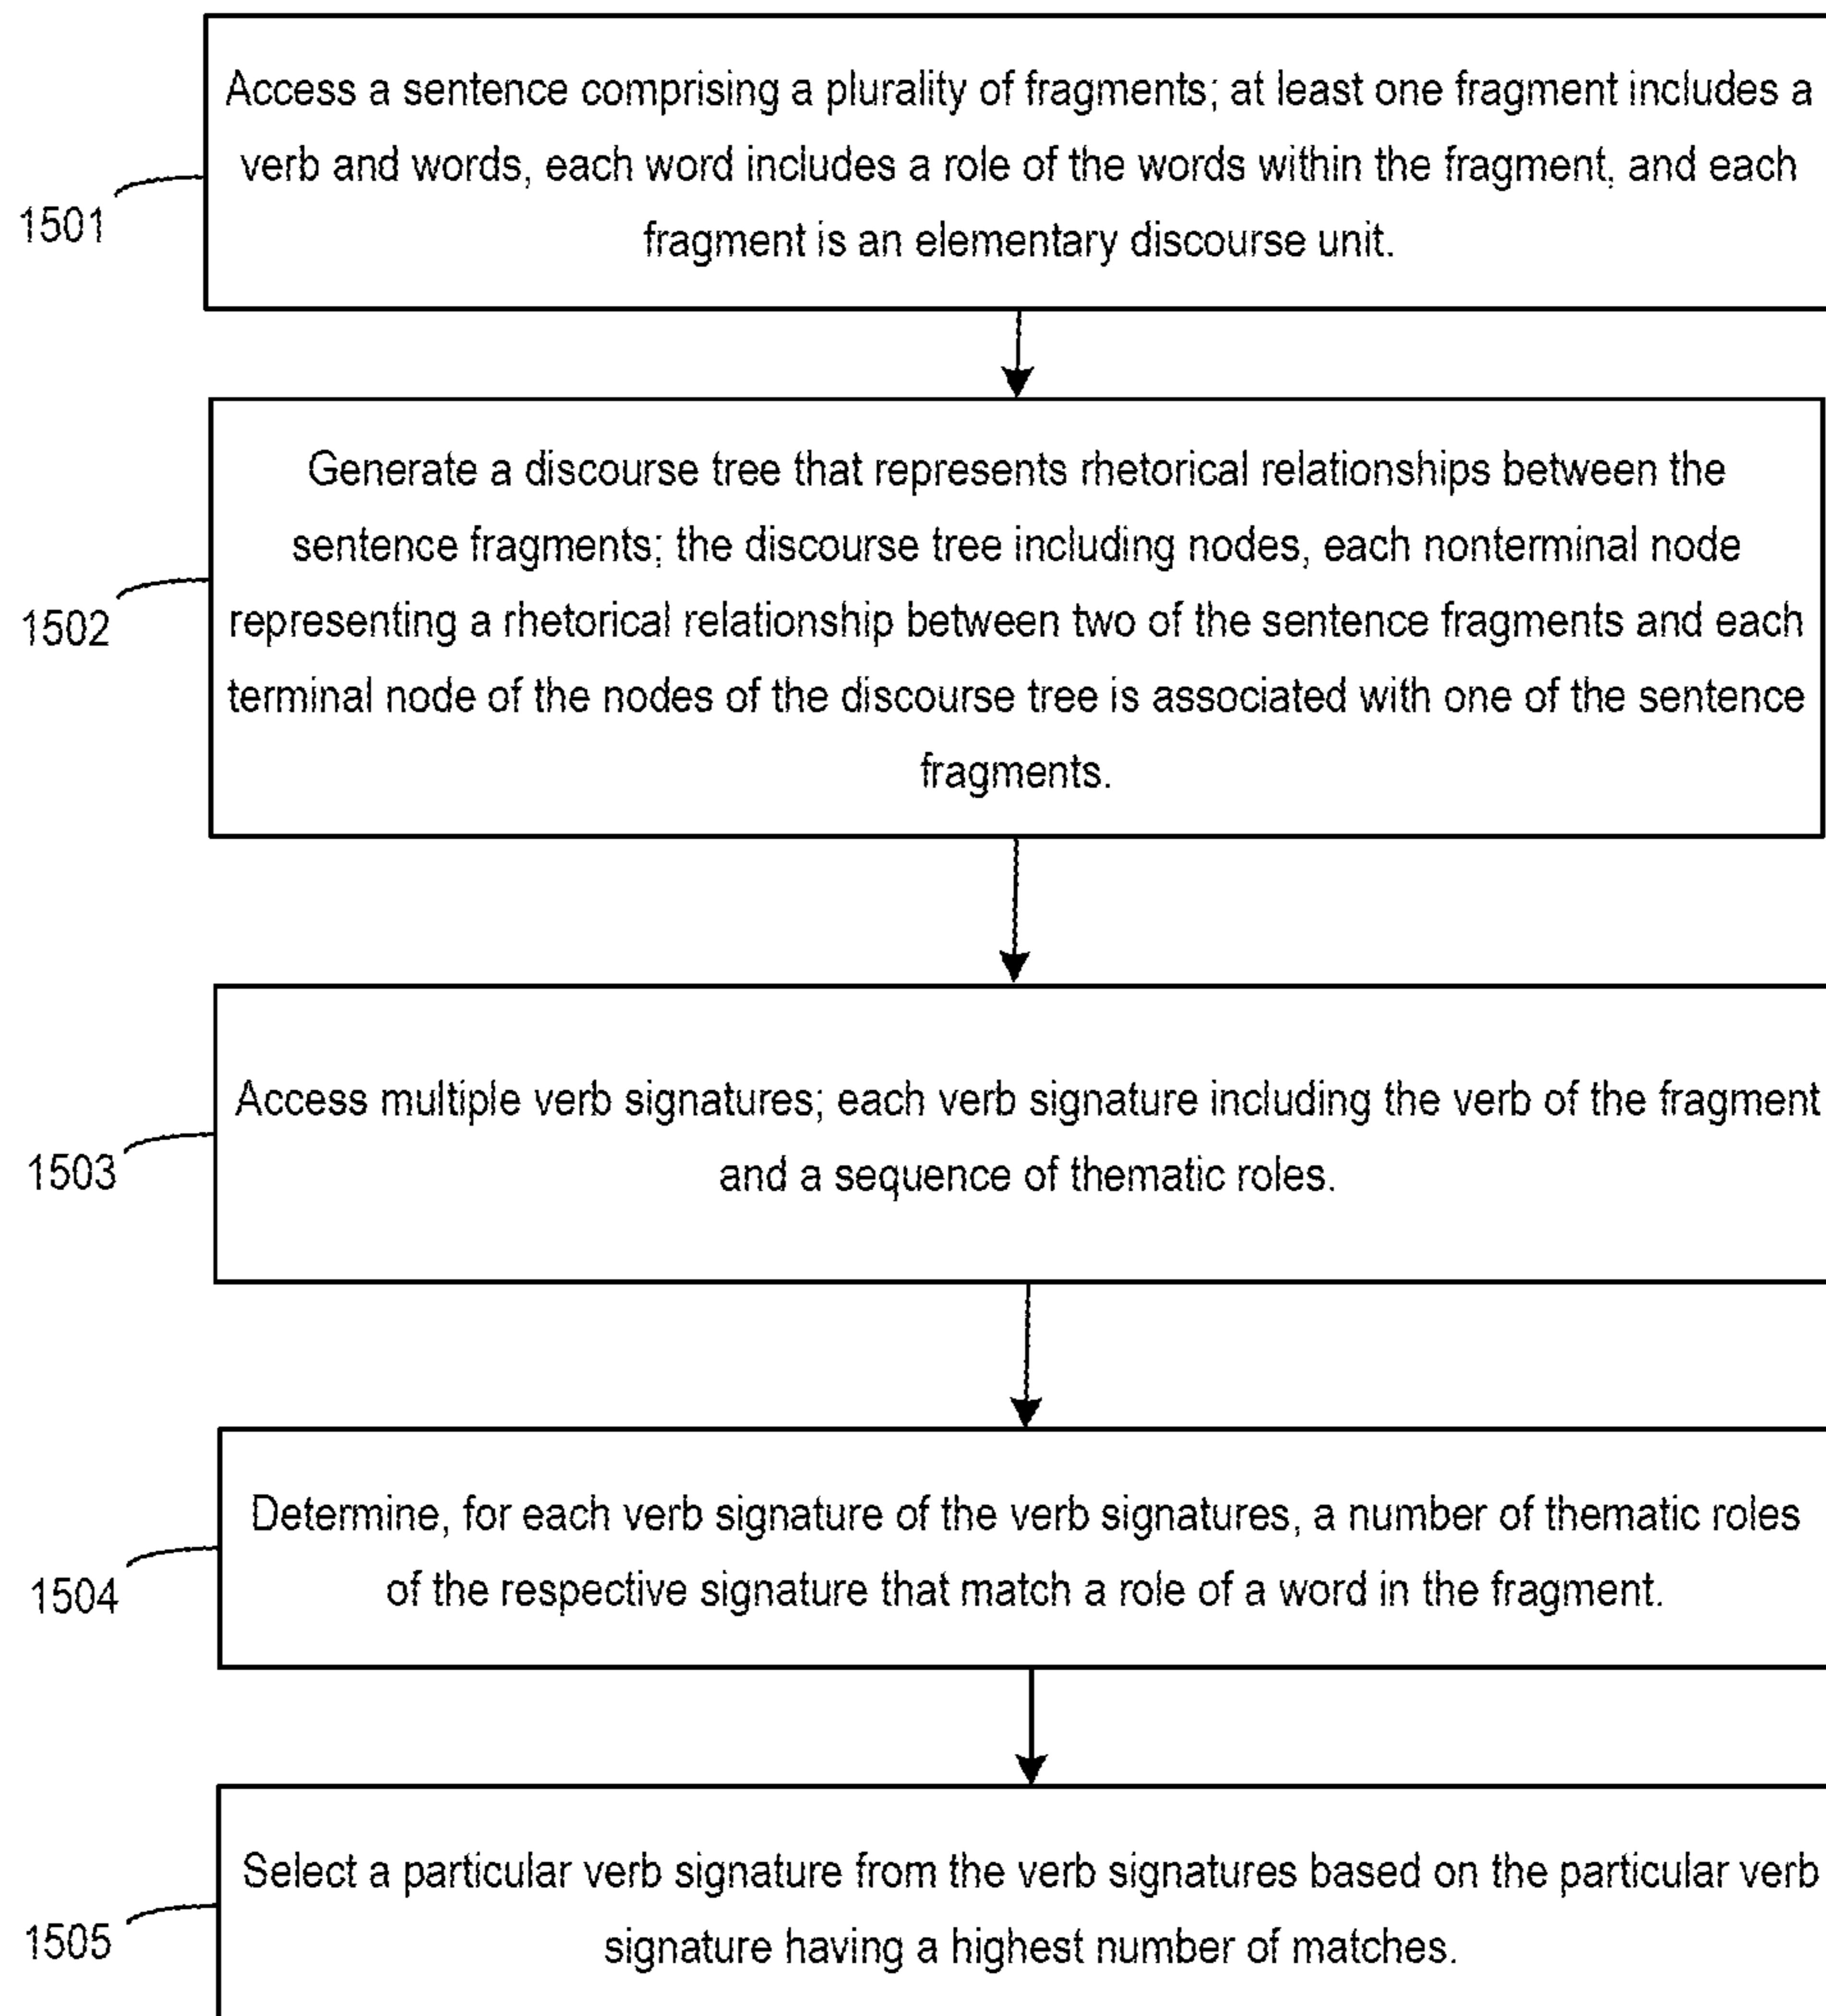 Access a sentence comprising a plurality of fragments; at least one fragment includes a
verb and words, each word includes a role of the words within the fragment, and each
fragment is an elementary discourse unit.
1501
Generate a discourse tree that represents rhetorical relationships between the
sentence fragments; the discourse tree including nodes, each nonterminal node
representing a rhetorical relationship between two of the sentence fragments and each
terminal node of the nodes of the discourse tree is associated with one of the sentence
fragments.
1502
Access multiple verb signatures; each verb signature including the verb of the fragment
and a sequence of thematic roles.
1503
Determine, for each verb signature of the verb signatures, a number of thematic roles
of the respective signature that match a role of a word in the fragment.
1504
Select a particular verb signature from the verb signatures based on the particular verb
signature having a highest number of matches.
1505